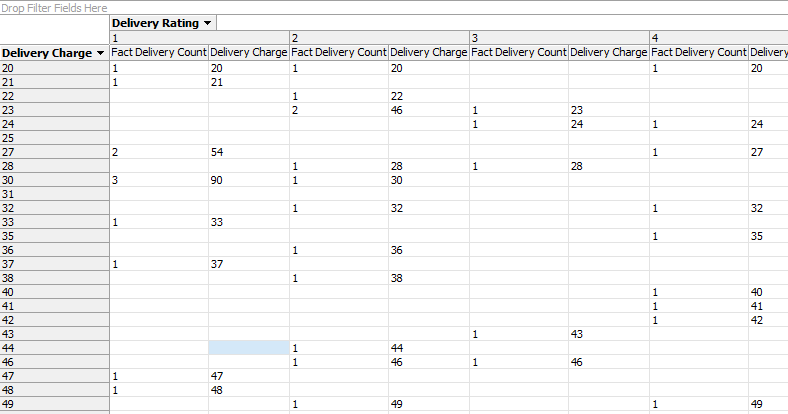 Drop Filter Fields Here
Delivery Rating
1 2 3 4
Delivery Charge Fact Delivery Count Delivery Charge Fact Delivery Count Delivery Charge Fact Delivery Count Delivery Charge Fact Delivery Count Delivery
20 1 20 1 20 1 20
21 1 21
22 1 22
23 2 46 1 23
24 1 24 1 24
25
27 2 54 1 27
28 1 28 1 28
30 3 90 1 30
31
32 1 32 1 32
33 1 33
35 1 35
36 1 36
37 1 37
38 1 38
40 1 40
41 1 41
42 1 42
43 1 43
44 1 44
46 1 46 1 46
47 1 47
48 1 48
49 1 49 1 49